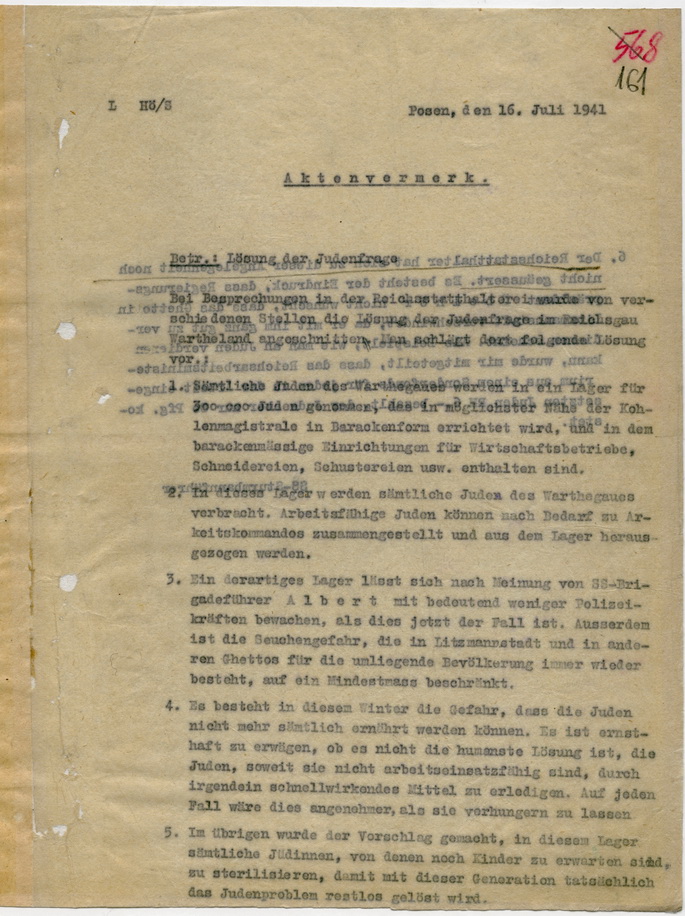 568
161
L Hö/S Posen, den 16. Juli 1941
Aktenvermerk.
Betr.: Lösung der Judenfrage
Bei Besprechungen in der Reichsstatthalterei wurde von ver-
schiedenen Stellen die Lösung der Judenfrage im Reichsgau
Wartheland angeschnitten. Man schlägt dort folgende Lösung
vor.:
1. Sämtliche Juden des Warthegaues werden in ein Lager für
300 000 Juden genommen, das in möglichster Nähe der Koh-
lenmagistrale in Barackenform errichtet wird, und in dem
barackenmässige Einrichtungen für Wirtschaftsbetriebe,
Schneidereien, Schustereien usw. enthalten sind.
2. In dieses Lager werden sämtliche Juden des Warthegaues
verbracht. Arbeitsfähige Juden können nach Bedarf zu Ar-
keitskommandos zusammengestellt und aus dem Lager heraus-
gezogen werden.
3. Ein derartiges Lager lässt sich nach Meinung von SS-Bri-
gadeführer Albert mit bedeutend weniger Polizei-
kräften bewachen, als dies jetzt der Fall ist. Ausserdem
ist die Seuchengefahr, die in Litzmannstadt und in ande-
ren Ghettos für die umliegende Bevölkerung immer wieder
besteht, auf ein Mindestmass beschränkt.
4. Es besteht in diesem Winter die Gefahr, dass die Juden
nicht mehr sämtlich ernährt werden können. Es ist ernst-
haft zu erwägen, ob es nicht die humanste Lösung ist, die
Juden, soweit sie nicht arbeitseinsatzfähig sind, durch
irgendein schnellwirkendes Mittel zu erledigen. Auf jeden
Fall wäre dies angenehmer, als sie verhungern zu lassen
5. Im übrigen wurde der Vorschlag gemacht, in diesem Lager
sämtliche Jüdinnen, von denen noch Kinder zu erwarten sind,
zu sterilisieren, damit mit dieser Generation tatsächlich
das Judenproblem restlos gelöst wird.